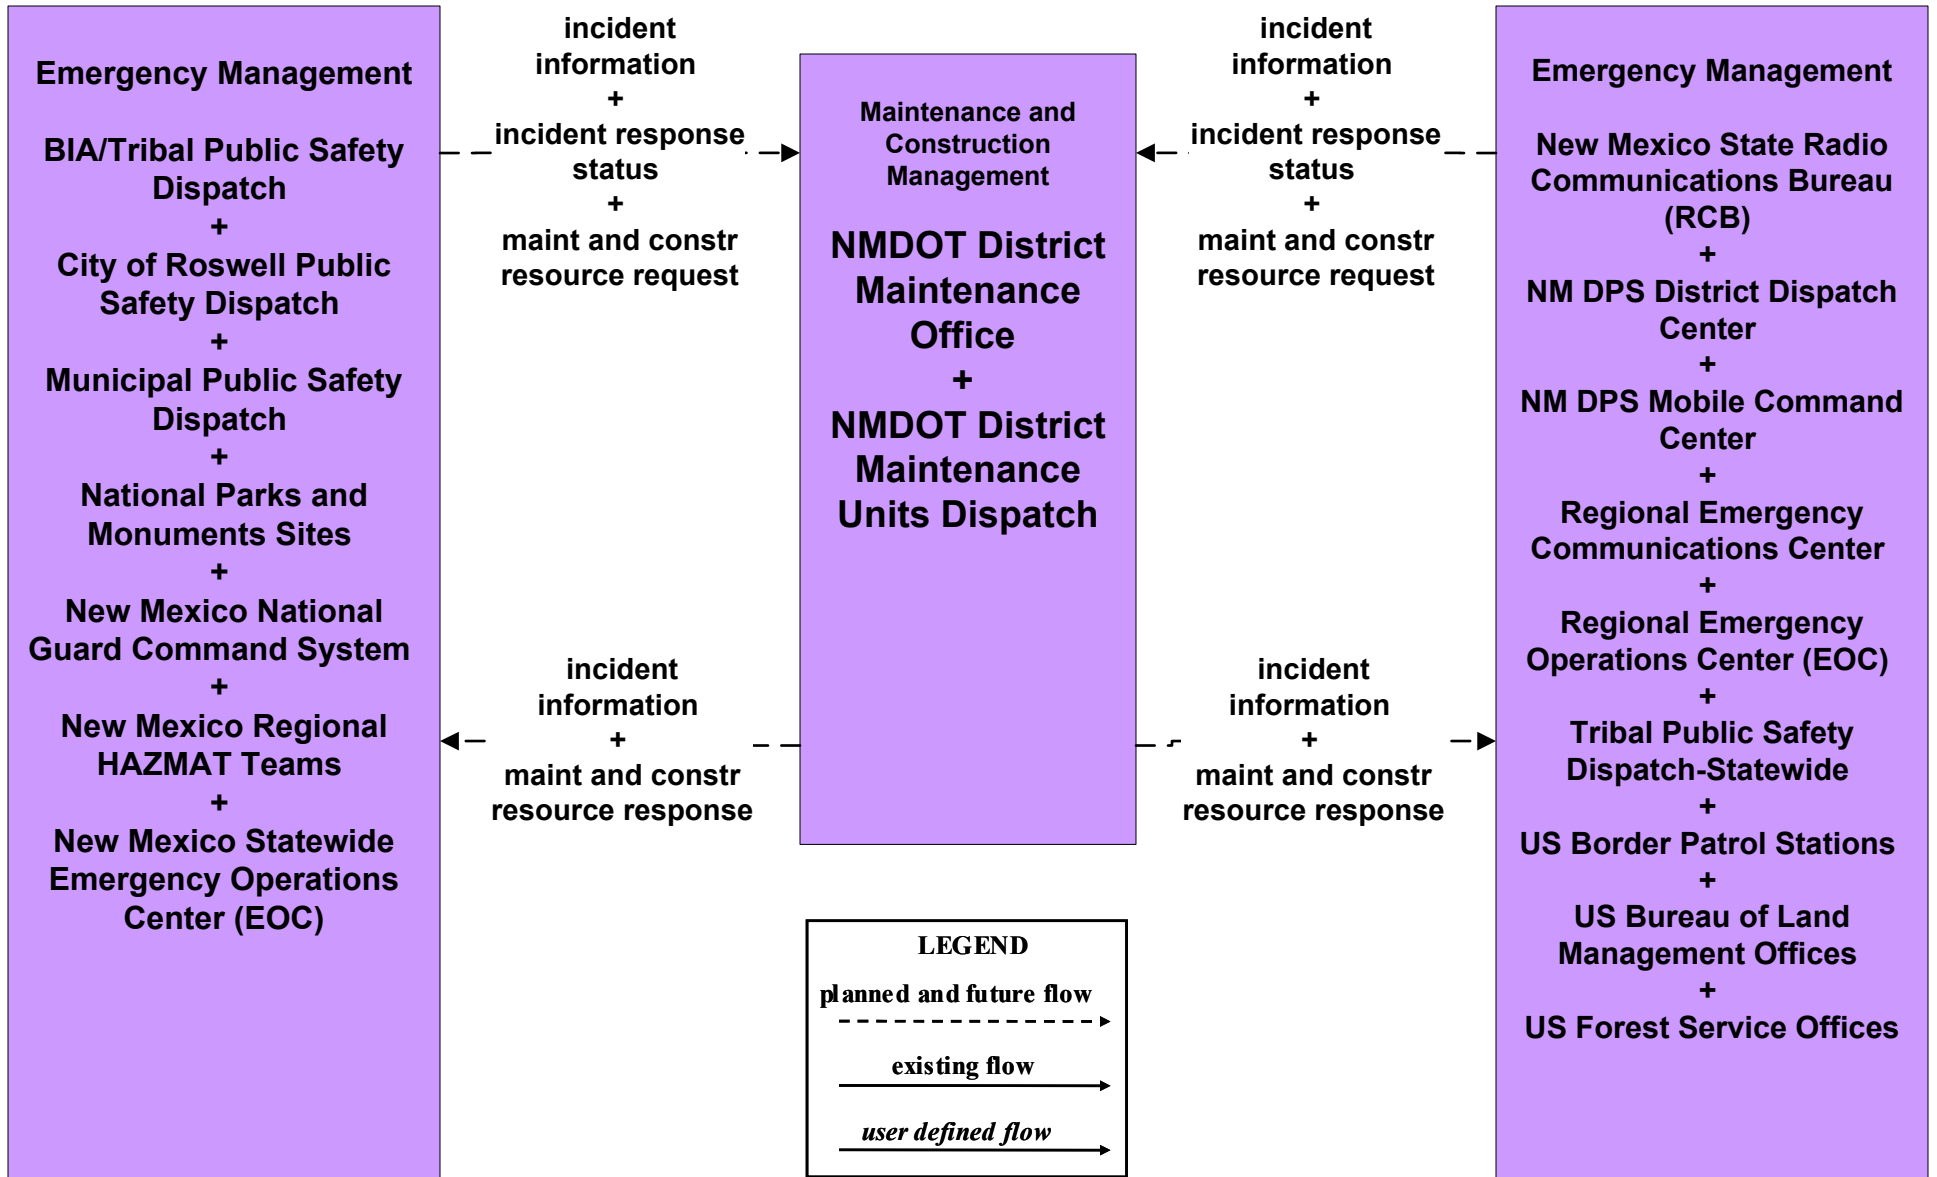 Emergency Management
BIA/Tribal Public Safety
Dispatch
+
City of Roswell Public
Safety Dispatch
+
Municipal Public Safety
Dispatch
+
National Parks and
Monuments Sites
+
New Mexico National
Guard Command System
+
New Mexico Regional
HAZMAT Teams
+
New Mexico Statewide
Emergency Operations
Center (EOC)
incident
information
+
incident response
status
+
maint and constr
resource request
incident
information
+
maint and constr
resource response
Maintenance and
Construction
Management
NMDOT District
Maintenance
Office
+
NMDOT District
Maintenance
Units Dispatch
incident
information
+
incident response
status
+
maint and constr
resource request
incident
information
+
maint and constr
resource response
Emergency Management
New Mexico State Radio
Communications Bureau
(RCB)
+
NM DPS District Dispatch
Center
+
NM DPS Mobile Command
Center
+
Regional Emergency
Communications Center
+
Regional Emergency
Operations Center (EOC)
+
Tribal Public Safety
Dispatch-Statewide
+
US Border Patrol Stations
+
US Bureau of Land
Management Offices
+
US Forest Service Offices
LEGEND
planned and future flow
existing flow
user defined flow